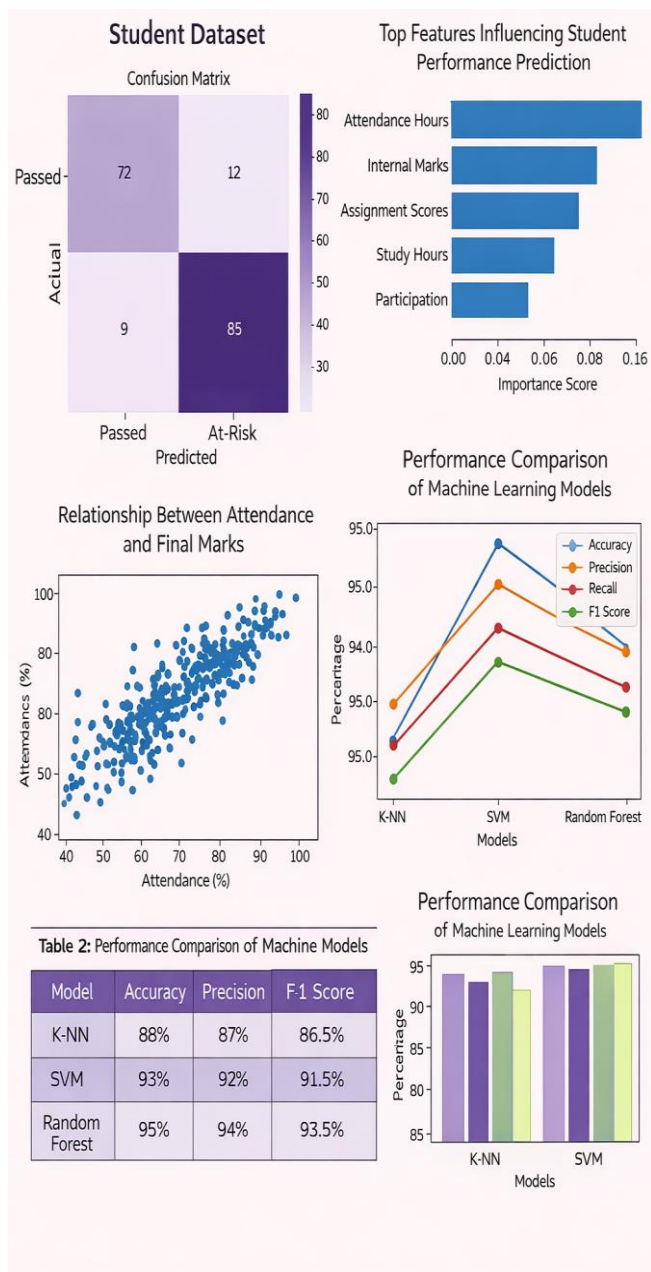 Student Dataset
Confusion Matrix
Passed
Aciual
72
12
9
85
80
80
70
60
50
40
30
Passed
At-Risk
Predicted
Top Features Influencing Student
Performance Prediction
Attendance Hours
Internal Marks
Assignment Scores
Study Hours
Participation
0.00 0.04 0.06 0.08 0.16
Importance Score
Relationship Between Attendance
and Final Marks
Attemdancs (%)
100
80
80
50
40
40 50 60 70 80 90 100
Attendance (%)
Performance Comparison
of Machine Learning Models
Percentage
95.0
95.0
94.0
95.0
95.0
Accuracy
Precision
Recall
F1 Score
K-NN SVM Random Forest
Models
Table 2: Performance Comparison of Machine Models
Model Accuracy Precision F-1 Score
K-NN 88% 87% 86.5%
SVM 93% 92% 91.5%
Random
Forest
95% 94% 93.5%
Performance Comparison
of Machine Learning Models
Perceritage
95
90
85
80
85
K-NN SVM
Models